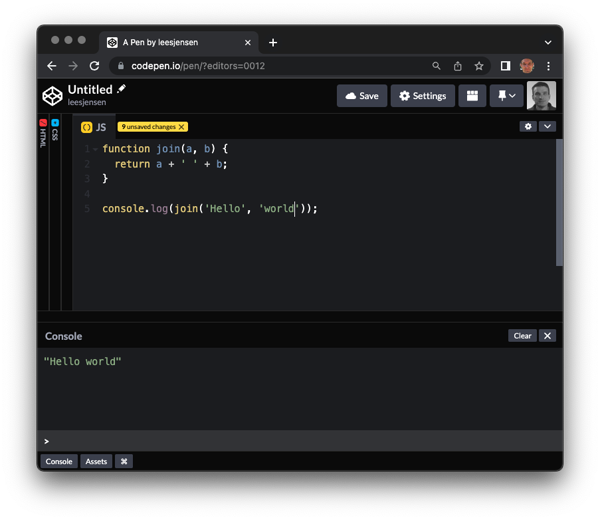 A Pen by leesjensen
codepen.io/pen/?editors=0012
Untitled
leesjensen
Save
Settings
HTML
CSS
JS
9 unsaved changes
1 function join(a, b) {
2 return a + ' ' + b;
3 }
4
5 console.log(join('Hello', 'world'));
Console
Clear
"Hello world"
>
Console Assets ⌘